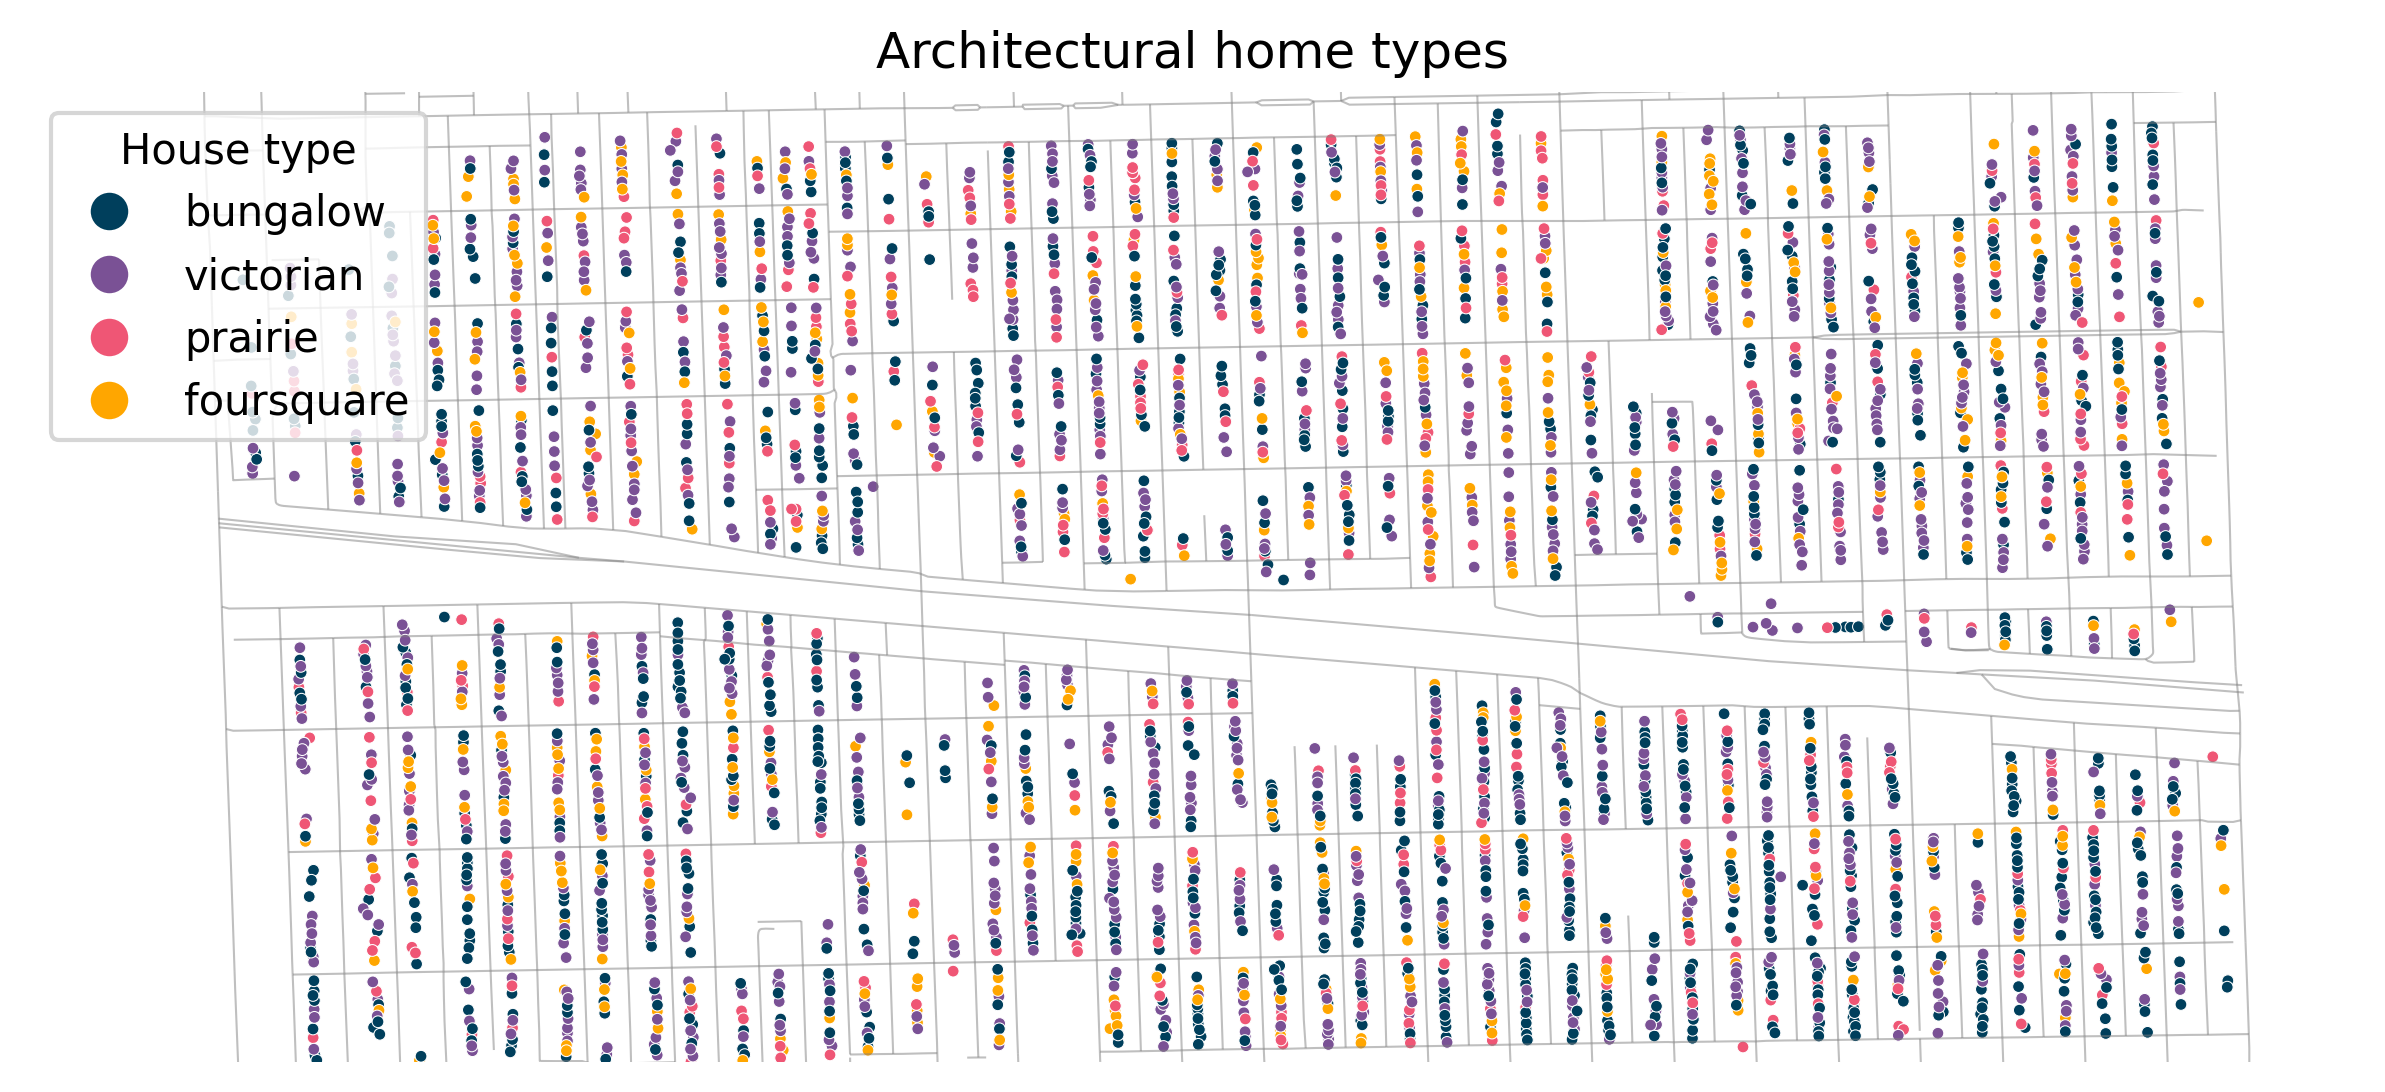 Architectural home types
House type
bungalow
victorian
prairie
foursquare